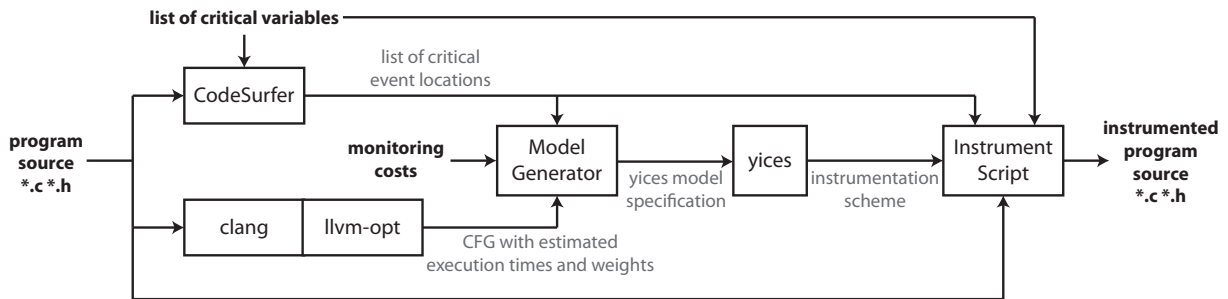 list of critical variables
list of critical
event locations
CodeSurfer
program
source
*.c *.h
monitoring
costs
Model
Generator
yices
Instrument
Script
instrumented
program
source
*.c *.h
yices model
specification
instrumentation
scheme
clang
llvm-opt
CFG with estimated
execution times and weights